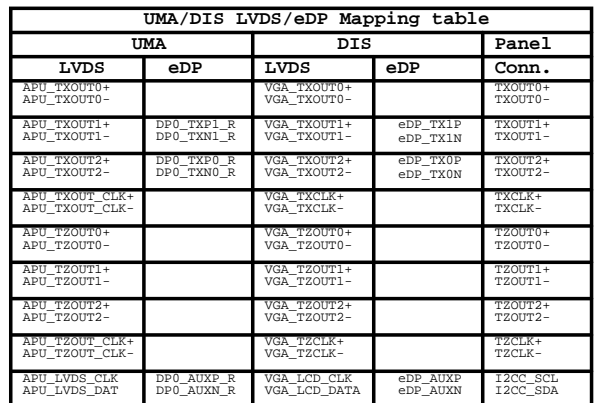 UMA/DIS LVDS/eDP Mapping table
UMA DIS Panel
LVDS eDP LVDS eDP Conn.
APU_TXOUT0+ VGA_TXOUT0+ TXOUT0+
APU_TXOUT0- VGA_TXOUT0- TXOUT0-
APU_TXOUT1+ DP0_TXP1_R VGA_TXOUT1+ eDP_TX1P TXOUT1+
APU_TXOUT1- DP0_TXN1_R VGA_TXOUT1- eDP_TX1N TXOUT1-
APU_TXOUT2+ DP0_TXP0_R VGA_TXOUT2+ eDP_TX0P TXOUT2+
APU_TXOUT2- DP0_TXN0_R VGA_TXOUT2- eDP_TX0N TXOUT2-
APU_TXOUT_CLK+ VGA_TXCLK+ TXCLK+
APU_TXOUT_CLK- VGA_TXCLK- TXCLK-
APU_TZOUT0+ VGA_TZOUT0+ TZOUT0+
APU_TZOUT0- VGA_TZOUT0- TZOUT0-
APU_TZOUT1+ VGA_TZOUT1+ TZOUT1+
APU_TZOUT1- VGA_TZOUT1- TZOUT1-
APU_TZOUT2+ VGA_TZOUT2+ TZOUT2+
APU_TZOUT2- VGA_TZOUT2- TZOUT2-
APU_TZOUT_CLK+ VGA_TZCLK+ TZCLK+
APU_TZOUT_CLK- VGA_TZCLK- TZCLK-
APU_LVDS_CLK DP0_AUXP_R VGA_LCD_CLK eDP_AUXP I2CC_SCL
APU_LVDS_DAT DP0_AUXN_R VGA_LCD_DATA eDP_AUXN I2CC_SDA